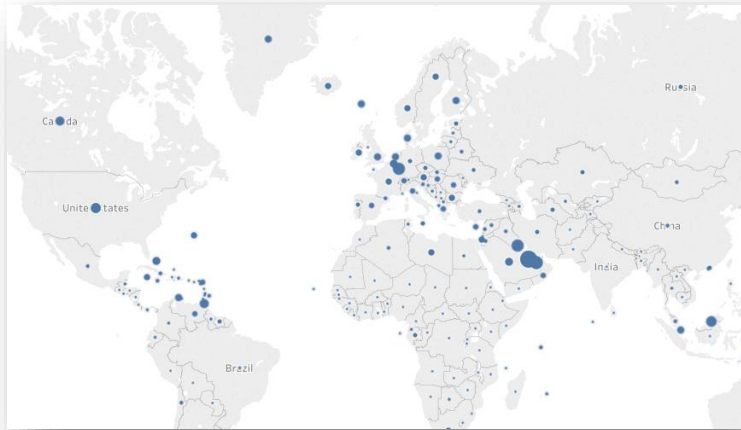 Russia
Canada
United States
China
India
Brazil